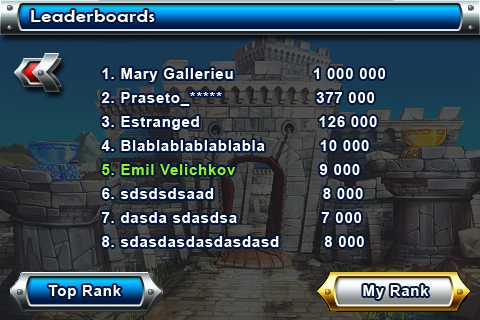 Leaderboards
1. Mary Gallerieu 1 000 000
2. Praseto_***** 377 000
3. Estranged 126 000
4. Blablablablablabla 10 000
5. Emil Velichkov 9 000
6. sdsdsdsaad 8 000
7. dasda sdasdsa 7 000
8. sdasdasdasdasdasd 8 000
Top Rank My Rank